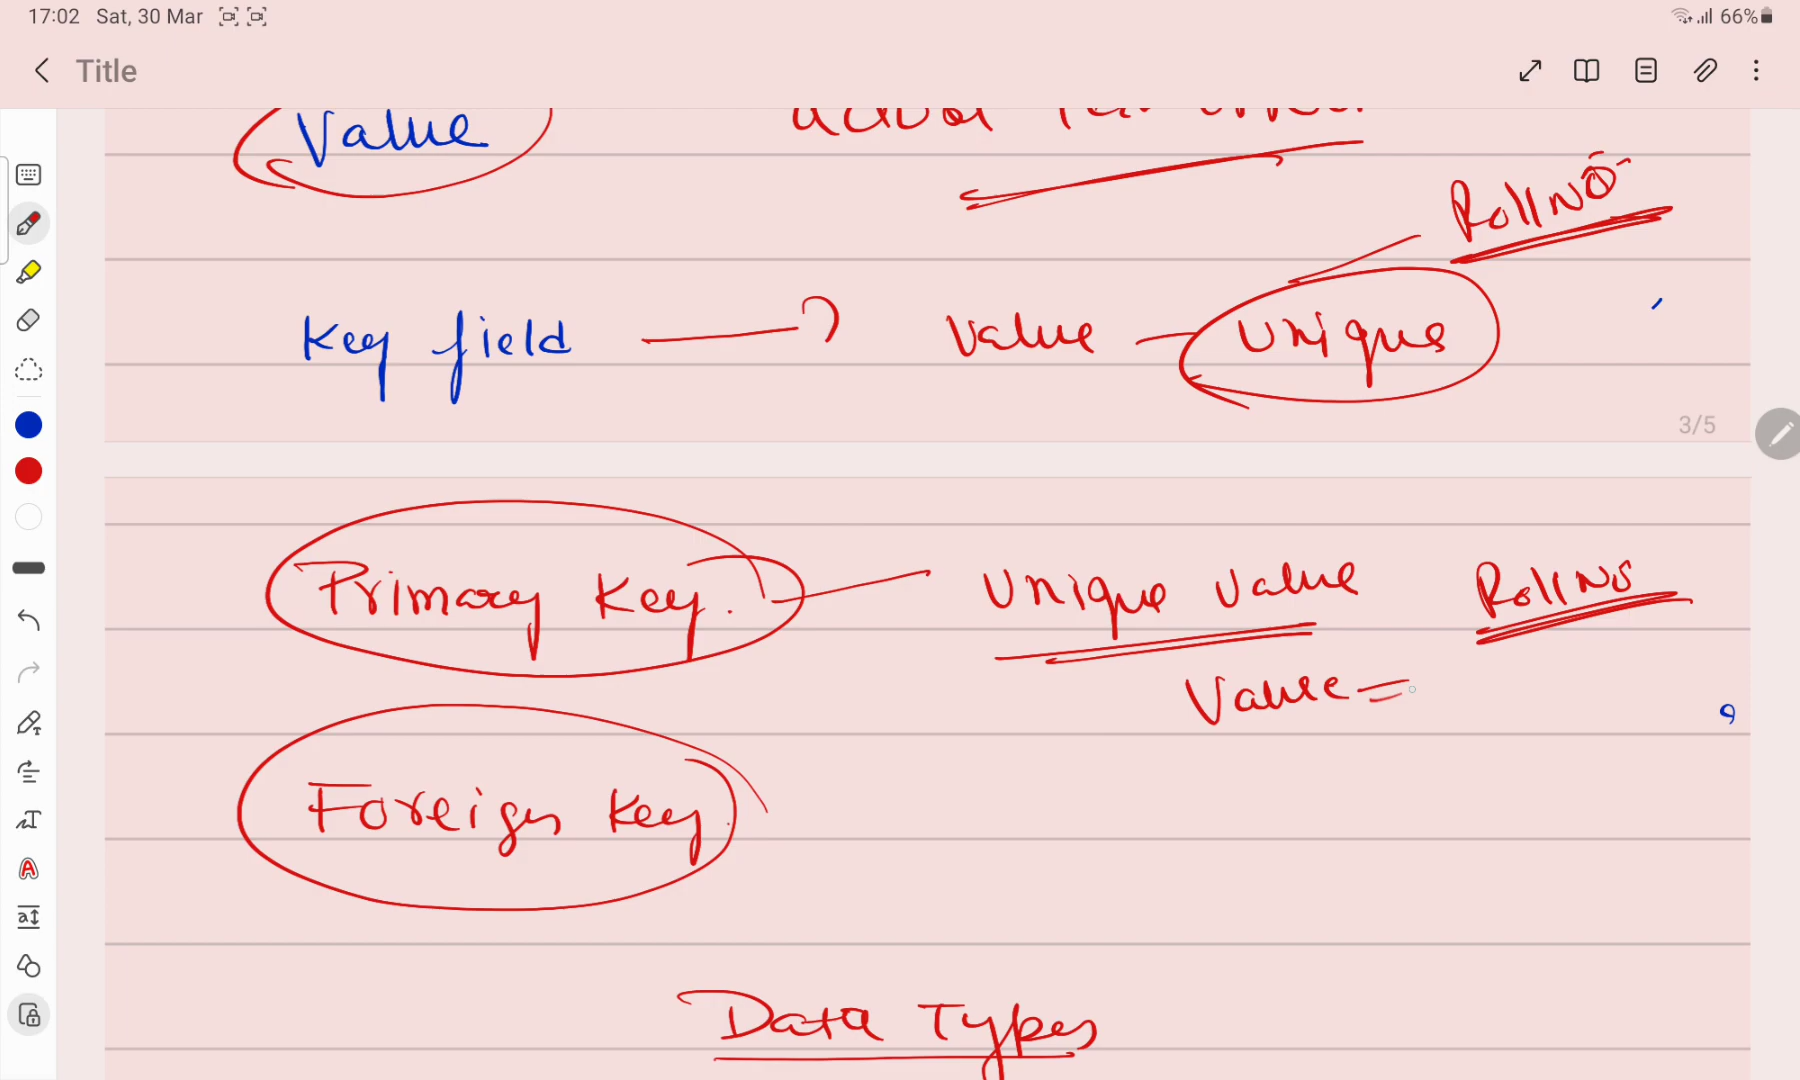 17:02 Sat, 30 Mar 66%
Title
Value
RollNo
Key field Value Unique
3/5
Primary Key. Unique Value RollNo
Value =
Foreign Key
Data Types